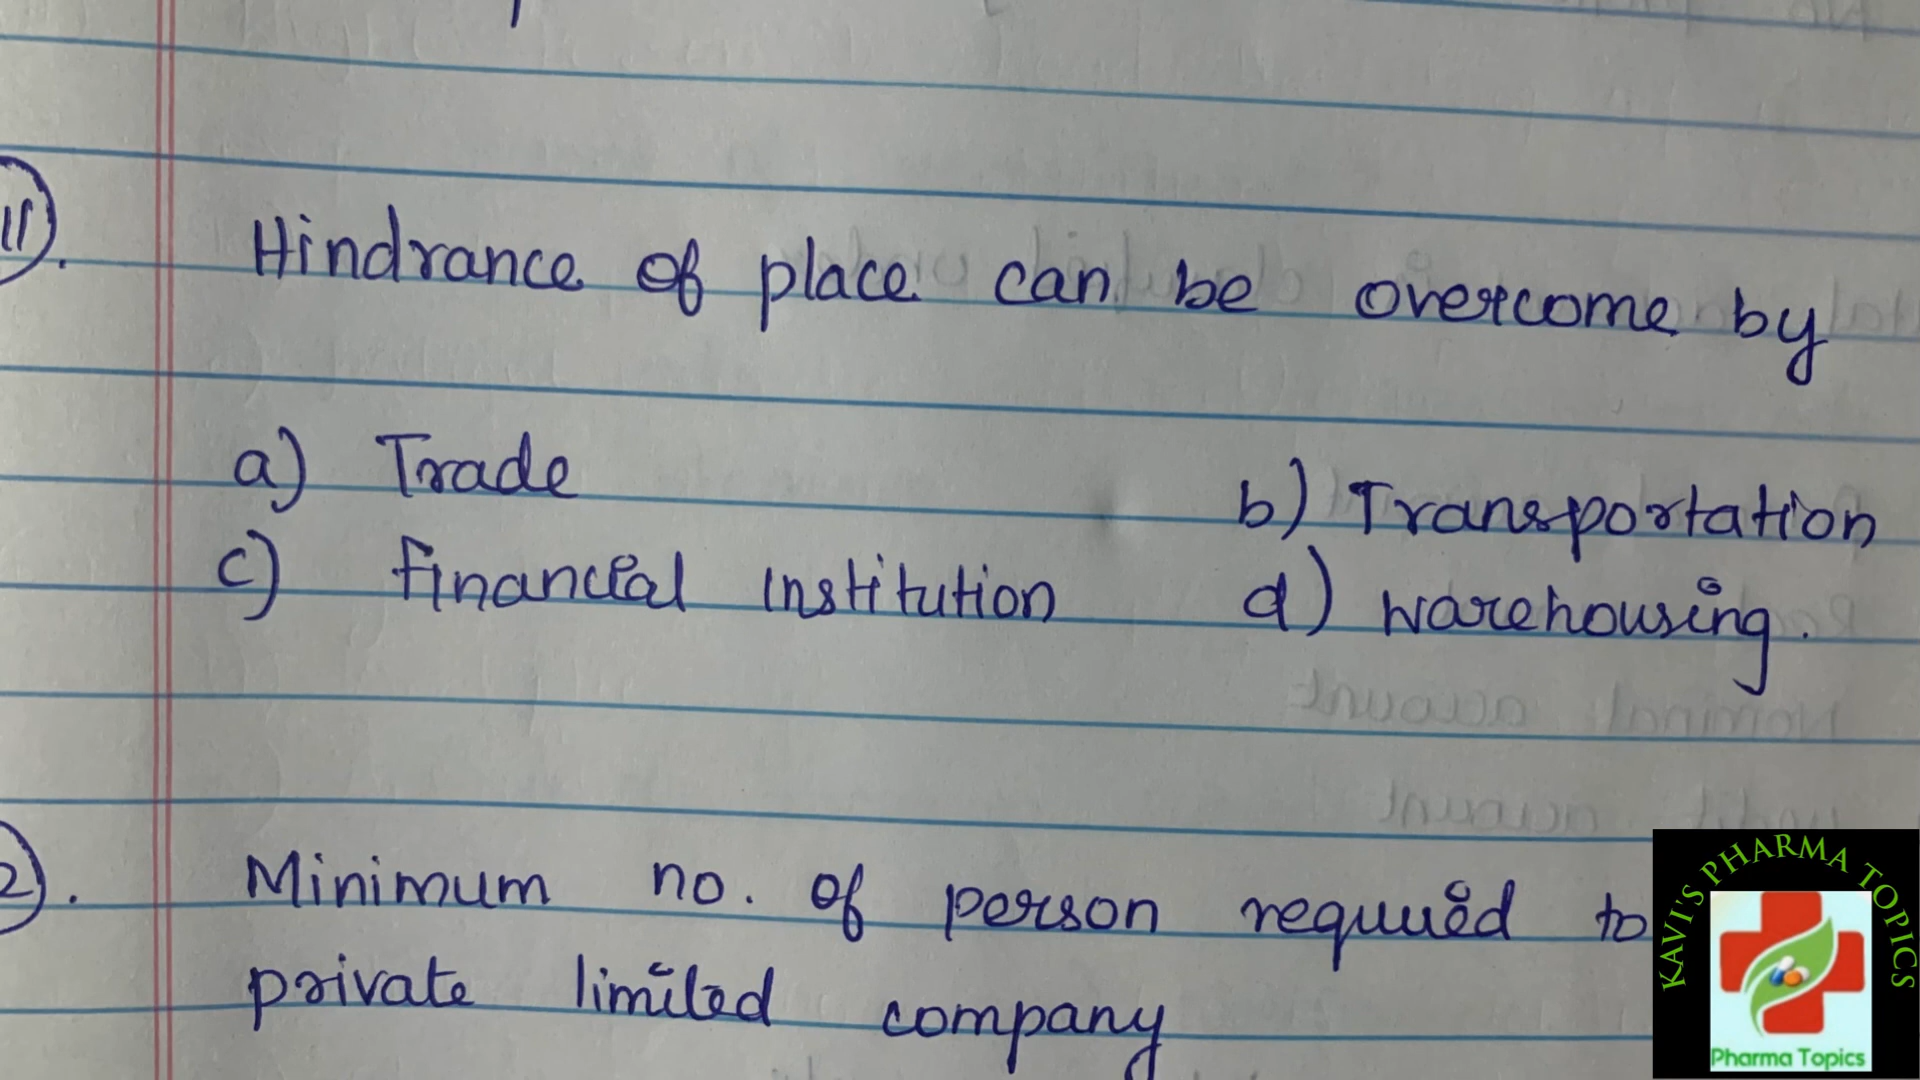 11).
Hindrance of place can be overcome by
a) Trade
b) Transportation
c) financial institution
d) warehousing.
2).
Minimum no. of person required to
private limited company
KAVI'S PHARMA TOPICS
Pharma Topics